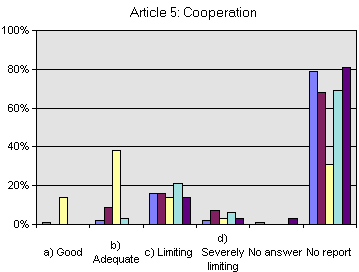 Article 5: Cooperation
100%
80%
60%
40%
20%
0%
a) Good
b)
Adequate
c) Limiting
d)
Severely
limiting
No answer
No report